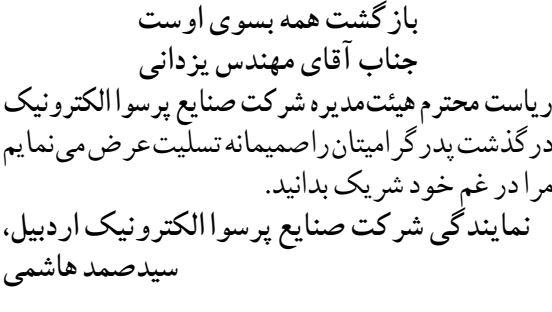 بازگشت همه بسوی اوست
جناب آقای مهندس یزدانی
ریاست محترم هیئت‌مدیره شرکت صنایع پرسوا الکترونیک
درگذشت پدر گرامیتان را صمیمانه تسلیت عرض می‌نمایم
مرا در غم خود شریک بدانید.
نمایندگی شرکت صنایع پرسوا الکترونیک اردبیل،
سیدصمد هاشمی